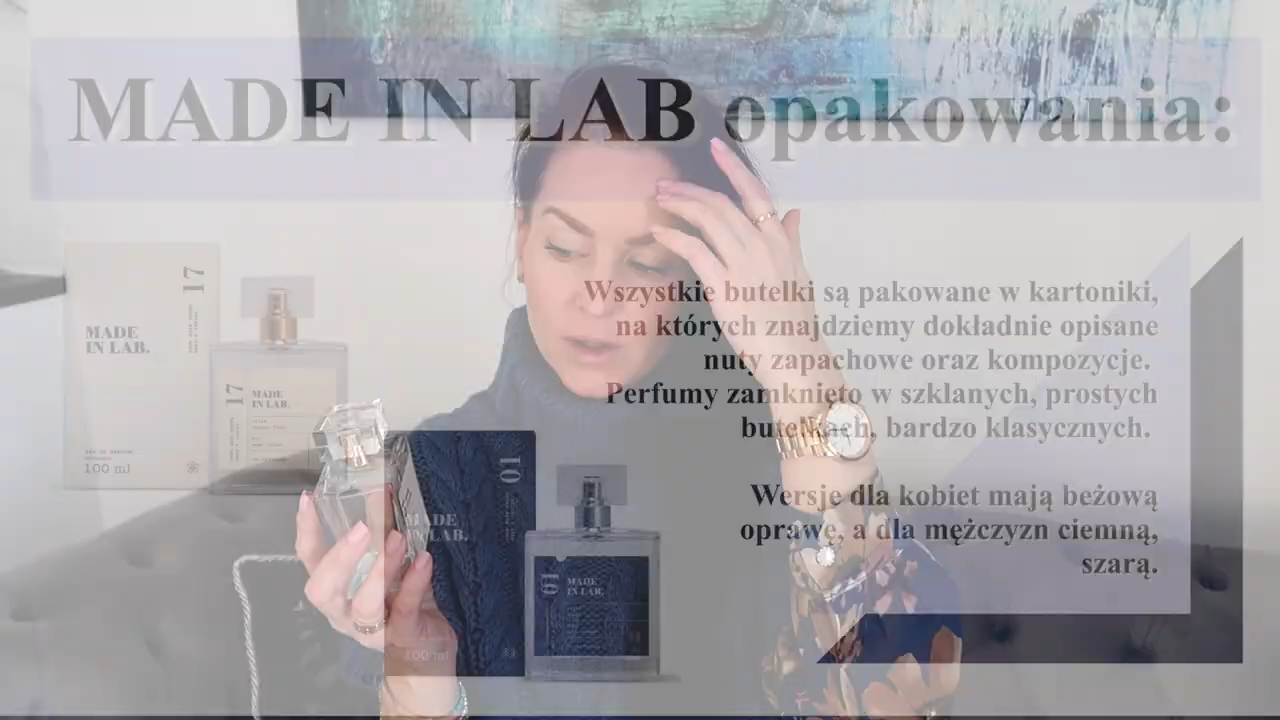 MADE IN LAB opakowania:
17
MADE
IN LAB.
100 ml
17
MADE
IN LAB.
Wszystkie butelki są pakowane w kartoniki,
na których znajdziemy dokładnie opisane
nuty zapachowe oraz kompozycje.
Perfumy zamknięto w szklanych, prostych
butelkach, bardzo klasycznych.
Wersje dla kobiet mają beżową
oprawę, a dla mężczyzn ciemną,
szarą.
01
MADE
IN LAB.
100 ml
MADE
IN LAB.